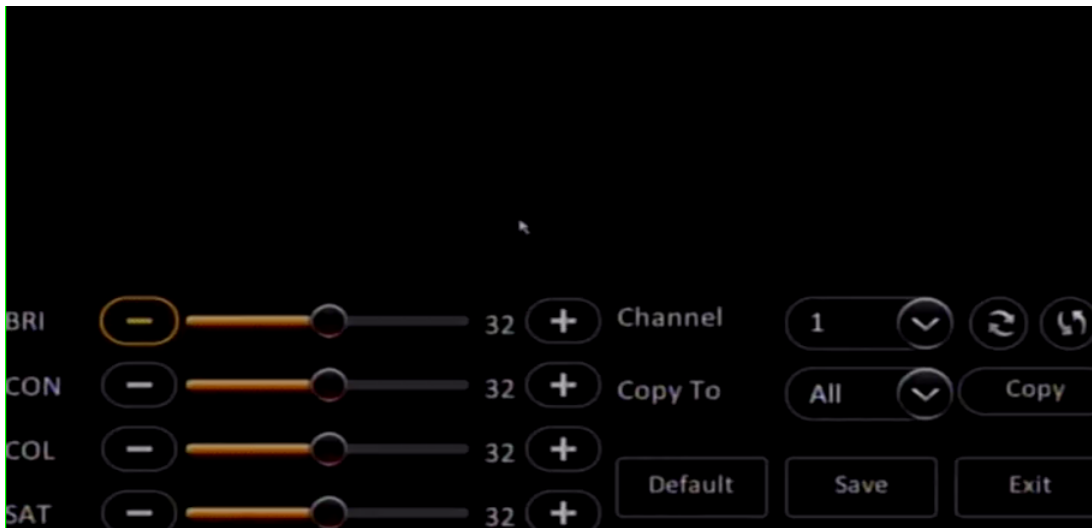 BRI 32 Channel 1
CON 32 Copy To All Copy
COL 32
Default Save Exit
SAT 32